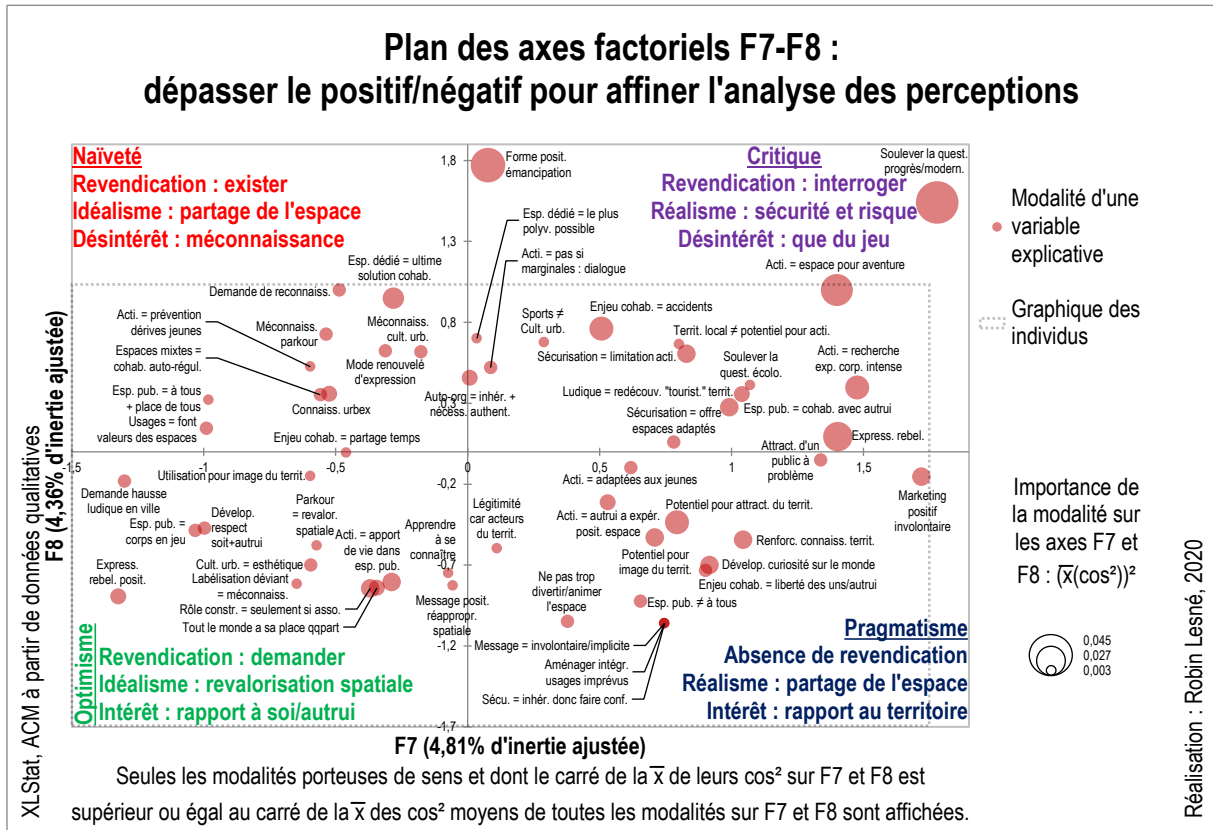 Plan des axes factoriels F7-F8 :
dépasser le positif/négatif pour affiner l'analyse des perceptions
Naïveté
Revendication : exister
Idéalisme : partage de l'espace
Désintérêt : méconnaissance
Critique
Revendication : interroger
Réalisme : sécurité et risque
Désintérêt : que du jeu
1,8
1,3
0,8
0,3
-0,2
-0,7
-1,2
-1,7
-1,5
-1
-0,5
0
0,5
1
1,5
Forme posit.
émancipation
Soulever la quest.
progrès/modern.
Esp. dédié = le plus
polyv. possible
Acti. = pas si
marginales : dialogue
Esp. dédié = ultime
solution cohab.
Acti. = espace pour aventure
Demande de reconnaiss.
Acti. = prévention
dérives jeunes
Méconnaiss.
parkour
Méconnaiss.
cult. urb.
Sports ≠
Cult. urb.
Enjeu cohab. = accidents
Territ. local ≠ potentiel pour acti.
Espaces mixtes =
cohab. auto-régul.
Mode renouvelé
d'expression
Sécurisation = limitation acti.
Soulever la
quest. écolo.
Acti. = recherche
exp. corp. intense
Esp. pub. = à tous
+ place de tous
Connaiss. urbex
Auto-org = inhér. +
nécess. authent.
Ludique = redécouv. "tourist." territ.
Esp. pub. = cohab. avec autrui
Usages = font
valeurs des espaces
Sécurisation = offre
espaces adaptés
Express. rebel.
Enjeu cohab. = partage temps
Attract. d'un
public à
problème
Utilisation pour image du territ.
Acti. = adaptées aux jeunes
Demande hausse
ludique en ville
Parkour
= revalor.
spatiale
Légitimité
car acteurs
du territ.
Potentiel pour attract. du territ.
Marketing
positif
involontaire
Esp. pub. =
corps en jeu
Dévelop.
respect
soit+autrui
Acti. = apport
de vie dans
esp. pub.
Apprendre
à se
connaître
Acti. = autrui a expér.
posit. espace
Renforc. connaiss. territ.
Express.
rebel. posit.
Cult. urb. = esthétique
Labélisation déviant
= méconnaiss.
Potentiel pour
image du territ.
Dévelop. curiosité sur le monde
Enjeu cohab. = liberté des uns/autrui
Rôle constr. = seulement si asso.
Tout le monde a sa place qqpart
Message posit.
réappropr.
spatiale
Ne pas trop
divertir/animer
l'espace
Esp. pub. ≠ à tous
Message = involontaire/implicite
Aménager intégr.
usages imprévus
Sécu. = inhér. donc faire conf.
Optimisme
Revendication : demander
Idéalisme : revalorisation spatiale
Intérêt : rapport à soi/autrui
Pragmatisme
Absence de revendication
Réalisme : partage de l'espace
Intérêt : rapport au territoire
F7 (4,81% d'inertie ajustée)
F8 (4,36% d'inertie ajustée)
XLStat, ACM à partir de données qualitatives
Seules les modalités porteuses de sens et dont le carré de la x̅ de leurs cos² sur F7 et F8 est
supérieur ou égal au carré de la x̅ des cos² moyens de toutes les modalités sur F7 et F8 sont affichées.
Modalité d'une
variable
explicative
Graphique des
individus
Importance de
la modalité sur
les axes F7 et
F8 : (x̅(cos²))²
0,045
0,027
0,003
Réalisation : Robin Lesné, 2020